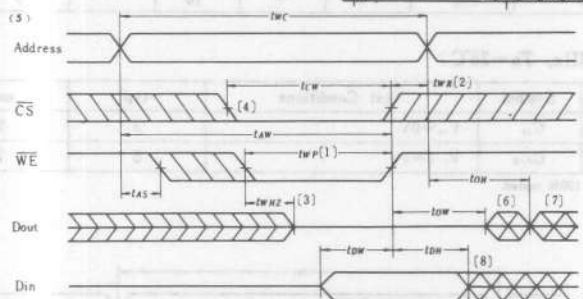 (3)
tWC
Address
tCW
tWR(2)
CS
(4)
tAW
WE
tWP(1)
tAS
tWHZ
(3)
tOH
Dout
tOW
(6)
(7)
tDW
tDH
(8)
Din